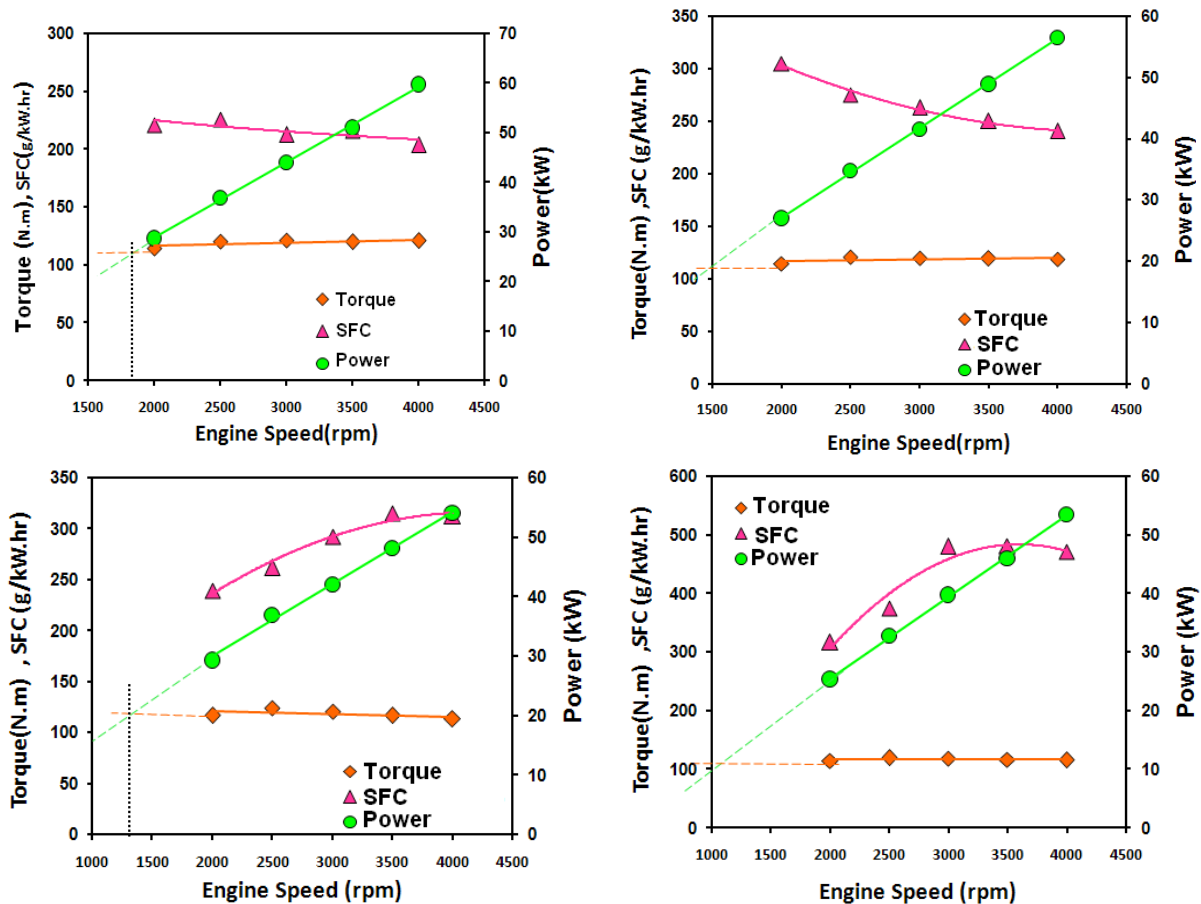 300
250
200
150
100
50
0
Torque (N.m), SFC(g/kW.hr)
70
60
50
40
30
20
10
0
Power(kW)
Torque
SFC
Power
1500 2000 2500 3000 3500 4000 4500
Engine Speed(rpm)
350
300
250
200
150
100
50
0
Torque(N.m) ,SFC (g/kW.hr)
60
50
40
30
20
10
0
Power (kW)
Torque
SFC
Power
1500 2000 2500 3000 3500 4000 4500
Engine Speed(rpm)
350
300
250
200
150
100
50
0
Torque(N.m) , SFC (g/kW.hr)
60
50
40
30
20
10
0
Power (kW)
Torque
SFC
Power
1000 1500 2000 2500 3000 3500 4000 4500
Engine Speed (rpm)
600
500
400
300
200
100
0
Torque(N.m) ,SFC (g/kW.hr)
60
50
40
30
20
10
0
Power (kW)
Torque
SFC
Power
1000 1500 2000 2500 3000 3500 4000 4500
Engine Speed (rpm)